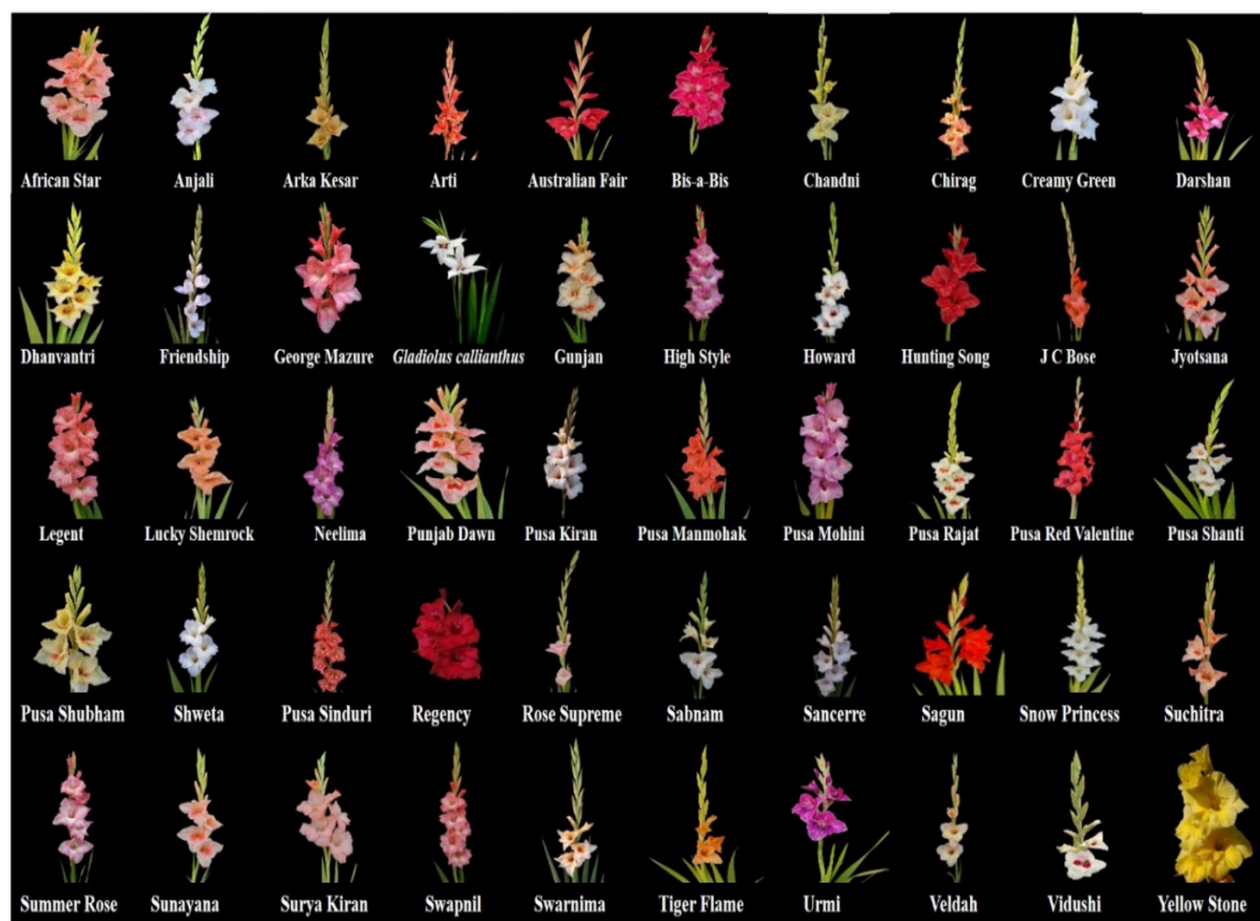 African Star Anjali Arka Kesar Arti Australian Fair Bis-a-Bis Chandni Chirag Creamy Green Darshan
Dhanvantri Friendship George Mazure Gladiolus callianthus Gunjan High Style Howard Hunting Song J C Bose Jyotsana
Legent Lucky Shemrock Neelima Punjab Dawn Pusa Kiran Pusa Manmohak Pusa Mohini Pusa Rajat Pusa Red Valentine Pusa Shanti
Pusa Shubham Shweta Pusa Sinduri Regency Rose Supreme Sabnam Sancerre Sagun Snow Princess Suchitra
Summer Rose Sunayana Surya Kiran Swapnil Swarnima Tiger Flame Urmi Veldah Vidushi Yellow Stone